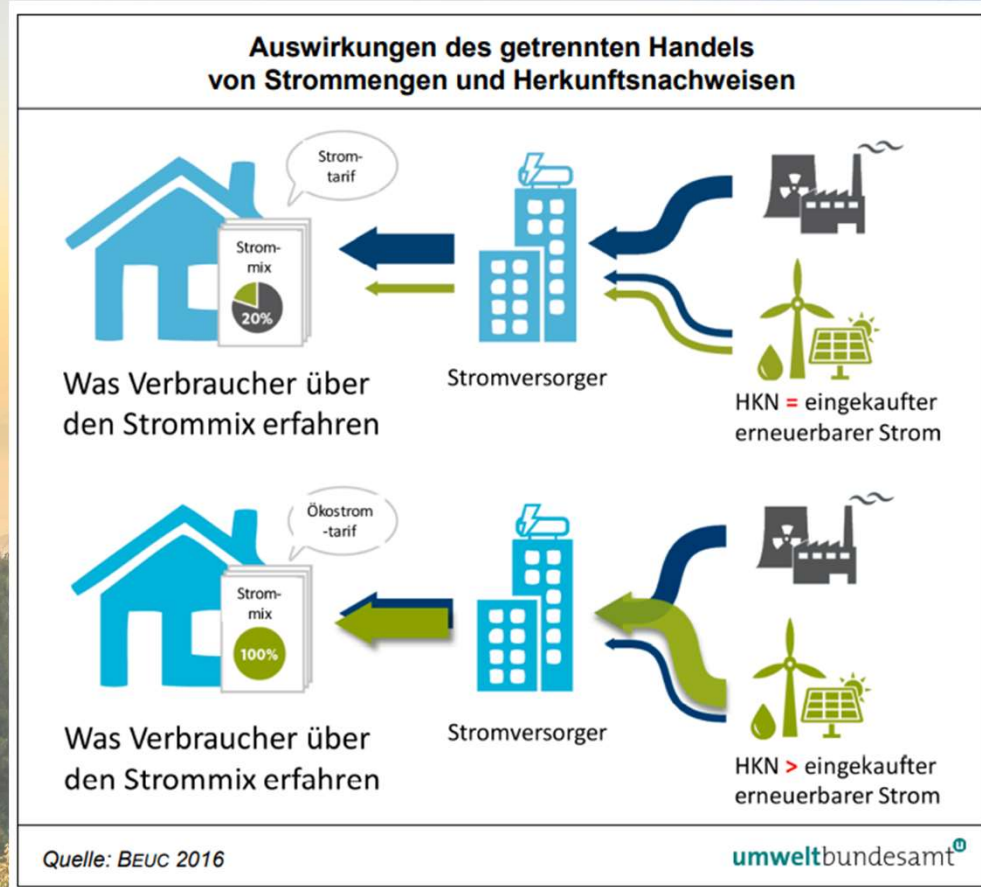 Auswirkungen des getrennten Handels
von Strommengen und Herkunftsnachweisen
Strom-
tarif
Strom-
mix
20%
Was Verbraucher über
den Strommix erfahren
Stromversorger
HKN = eingekaufter
erneuerbarer Strom
Ökostrom
-tarif
Strom-
mix
100%
Was Verbraucher über
den Strommix erfahren
Stromversorger
HKN > eingekaufter
erneuerbarer Strom
Quelle: BEUC 2016
umweltbundesamt u